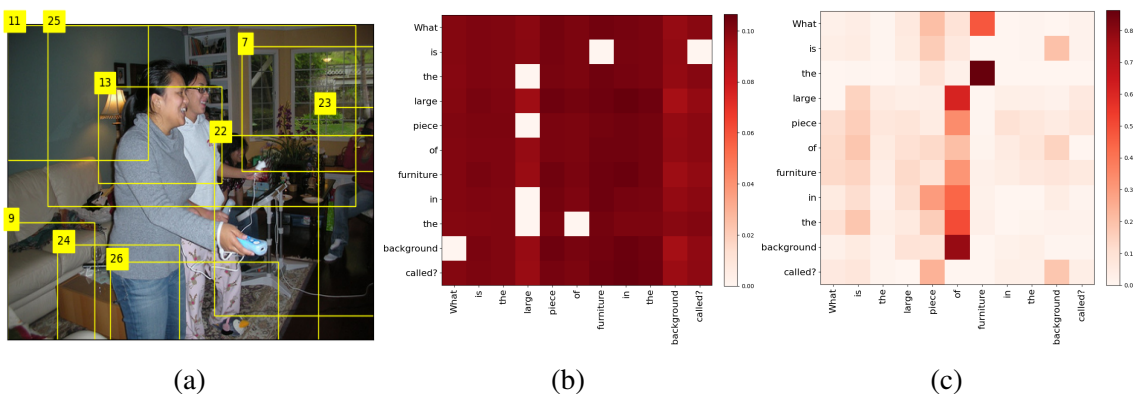 11 25
7
13
23
22
9
24
26
What
is
the
large
piece
of
furniture
in
the
background
called?
What is the large piece of furniture in the background called?
0.10
0.08
0.06
0.04
0.02
0.00
What
is
the
large
piece
of
furniture
in
the
background
called?
What is the large piece of furniture in the background called?
0.8
0.7
0.6
0.5
0.4
0.3
0.2
0.1
0.0
(a) (b) (c)